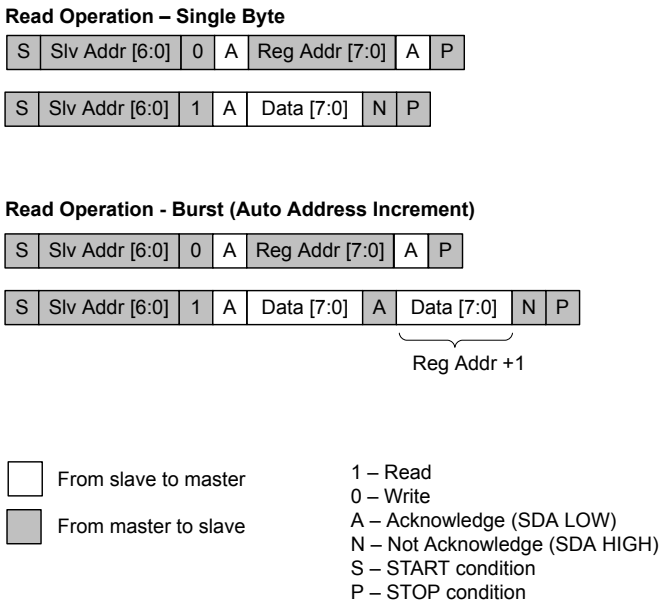 Read Operation – Single Byte
S Slv Addr [6:0] 0 A Reg Addr [7:0] A P
S Slv Addr [6:0] 1 A Data [7:0] N P
Read Operation - Burst (Auto Address Increment)
S Slv Addr [6:0] 0 A Reg Addr [7:0] A P
S Slv Addr [6:0] 1 A Data [7:0] A Data [7:0] N P
Reg Addr +1
From slave to master
From master to slave
1 – Read
0 – Write
A – Acknowledge (SDA LOW)
N – Not Acknowledge (SDA HIGH)
S – START condition
P – STOP condition